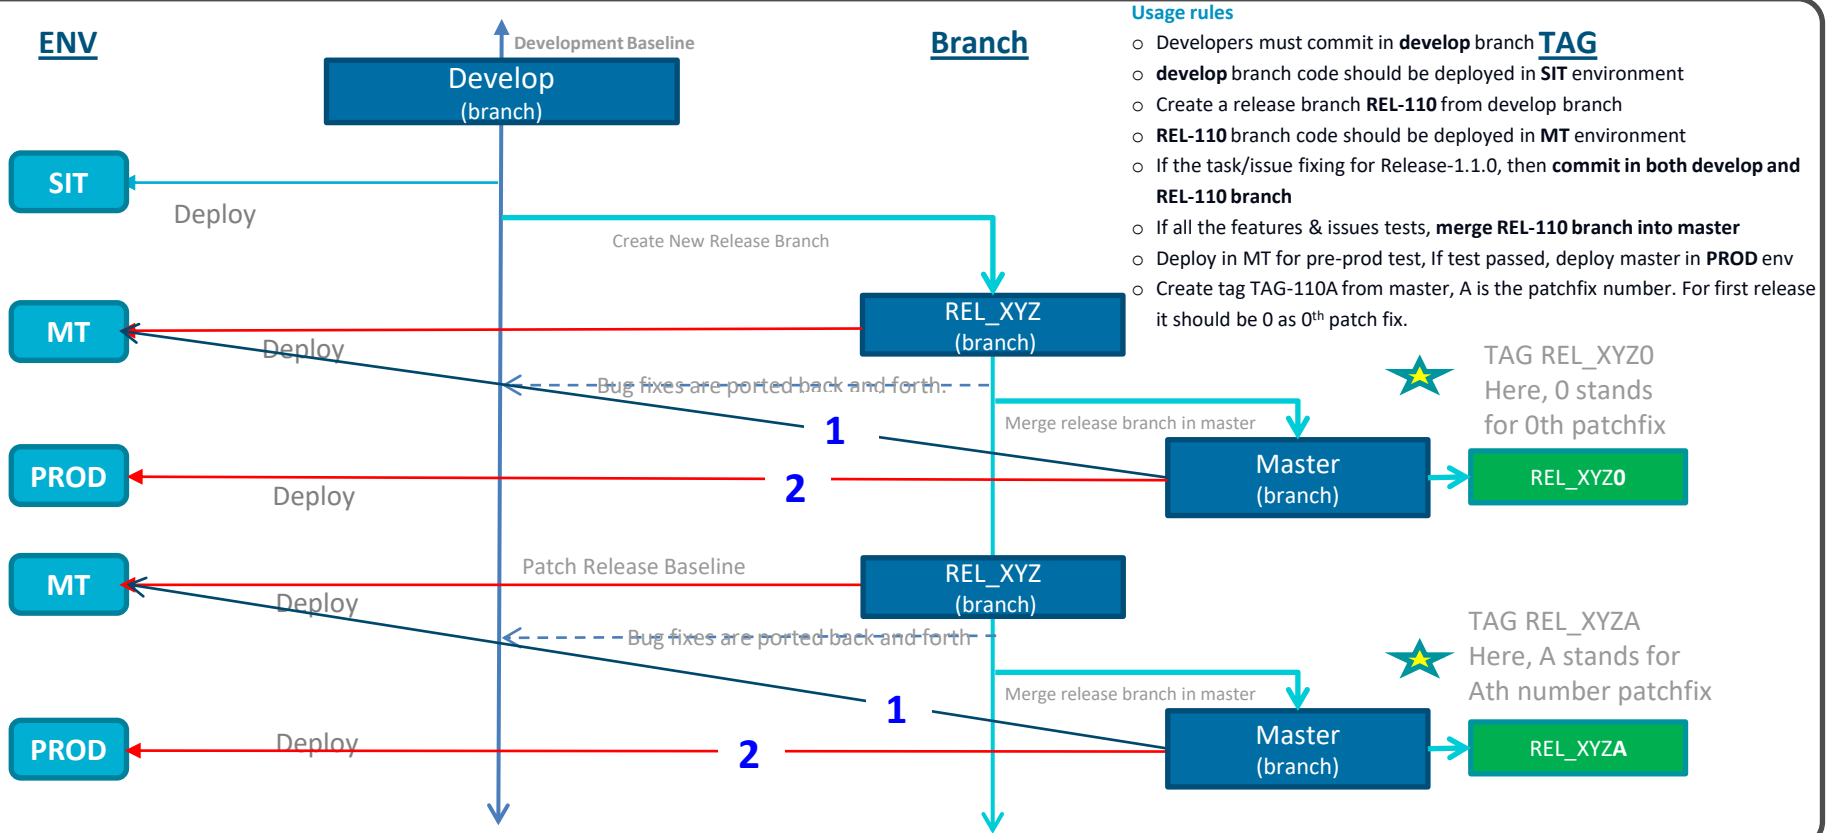 Usage rules
ENV
Development Baseline
Branch
TAG
○ Developers must commit in develop branch
○ develop branch code should be deployed in SIT environment
○ Create a release branch REL-110 from develop branch
○ REL-110 branch code should be deployed in MT environment
○ If the task/issue fixing for Release-1.1.0, then commit in both develop and
REL-110 branch
○ If all the features & issues tests, merge REL-110 branch into master
○ Deploy in MT for pre-prod test, If test passed, deploy master in PROD env
○ Create tag TAG-110A from master, A is the patchfix number. For first release
it should be 0 as 0th patch fix.
Develop
(branch)
SIT
Deploy
Create New Release Branch
MT
Deploy
REL_XYZ
(branch)
Bug fixes are ported back and forth.
TAG REL_XYZ0
Here, 0 stands
for 0th patchfix
1
Merge release branch in master
PROD
Deploy
2
Master
(branch)
REL_XYZ0
MT
Patch Release Baseline
Deploy
REL_XYZ
(branch)
Bug fixes are ported back and forth
TAG REL_XYZA
Here, A stands for
Ath number patchfix
1
Merge release branch in master
PROD
Deploy
2
Master
(branch)
REL_XYZA